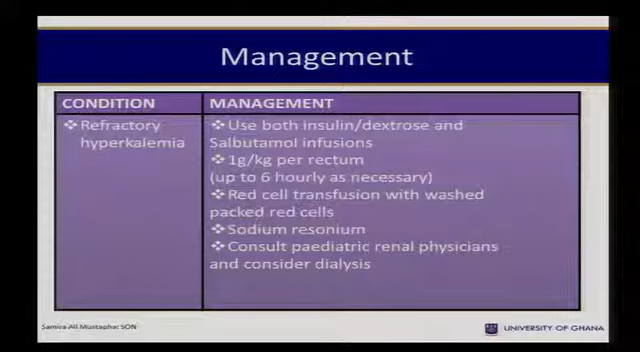 Management
CONDITION
MANAGEMENT
❖ Refractory
hyperkalemia
❖ Use both insulin/dextrose and
Salbutamol infusions
❖ 1g/kg per rectum
(up to 6 hourly as necessary)
❖ Red cell transfusion with washed
packed red cells
❖ Sodium resonium
❖ Consult paediatric renal physicians
and consider dialysis
Samira Ali Mustapha: SON
UNIVERSITY OF GHANA